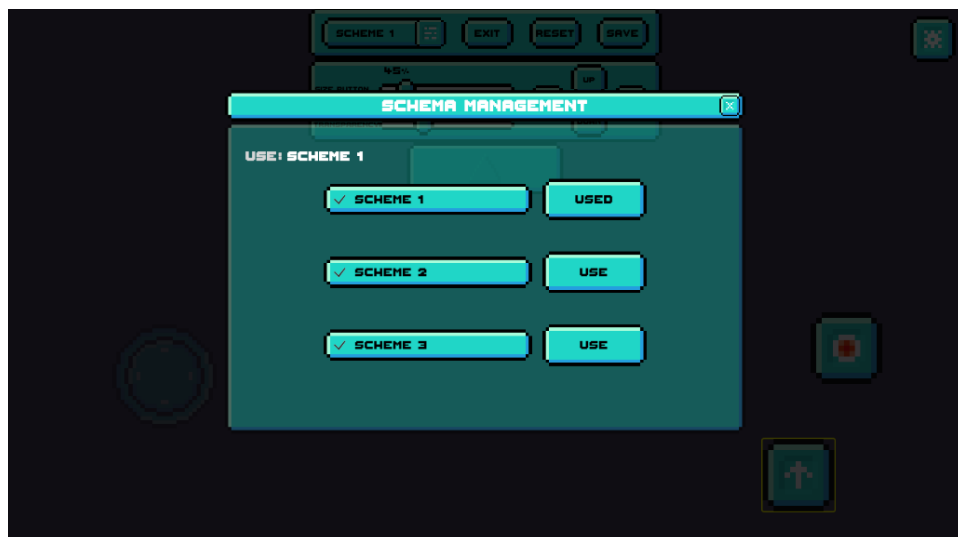 SCHEME 1 EXIT RESET SAVE
45%
UP
SCHEMA MANAGEMENT
USE: SCHEME 1
SCHEME 1 USED
SCHEME 2 USE
SCHEME 3 USE